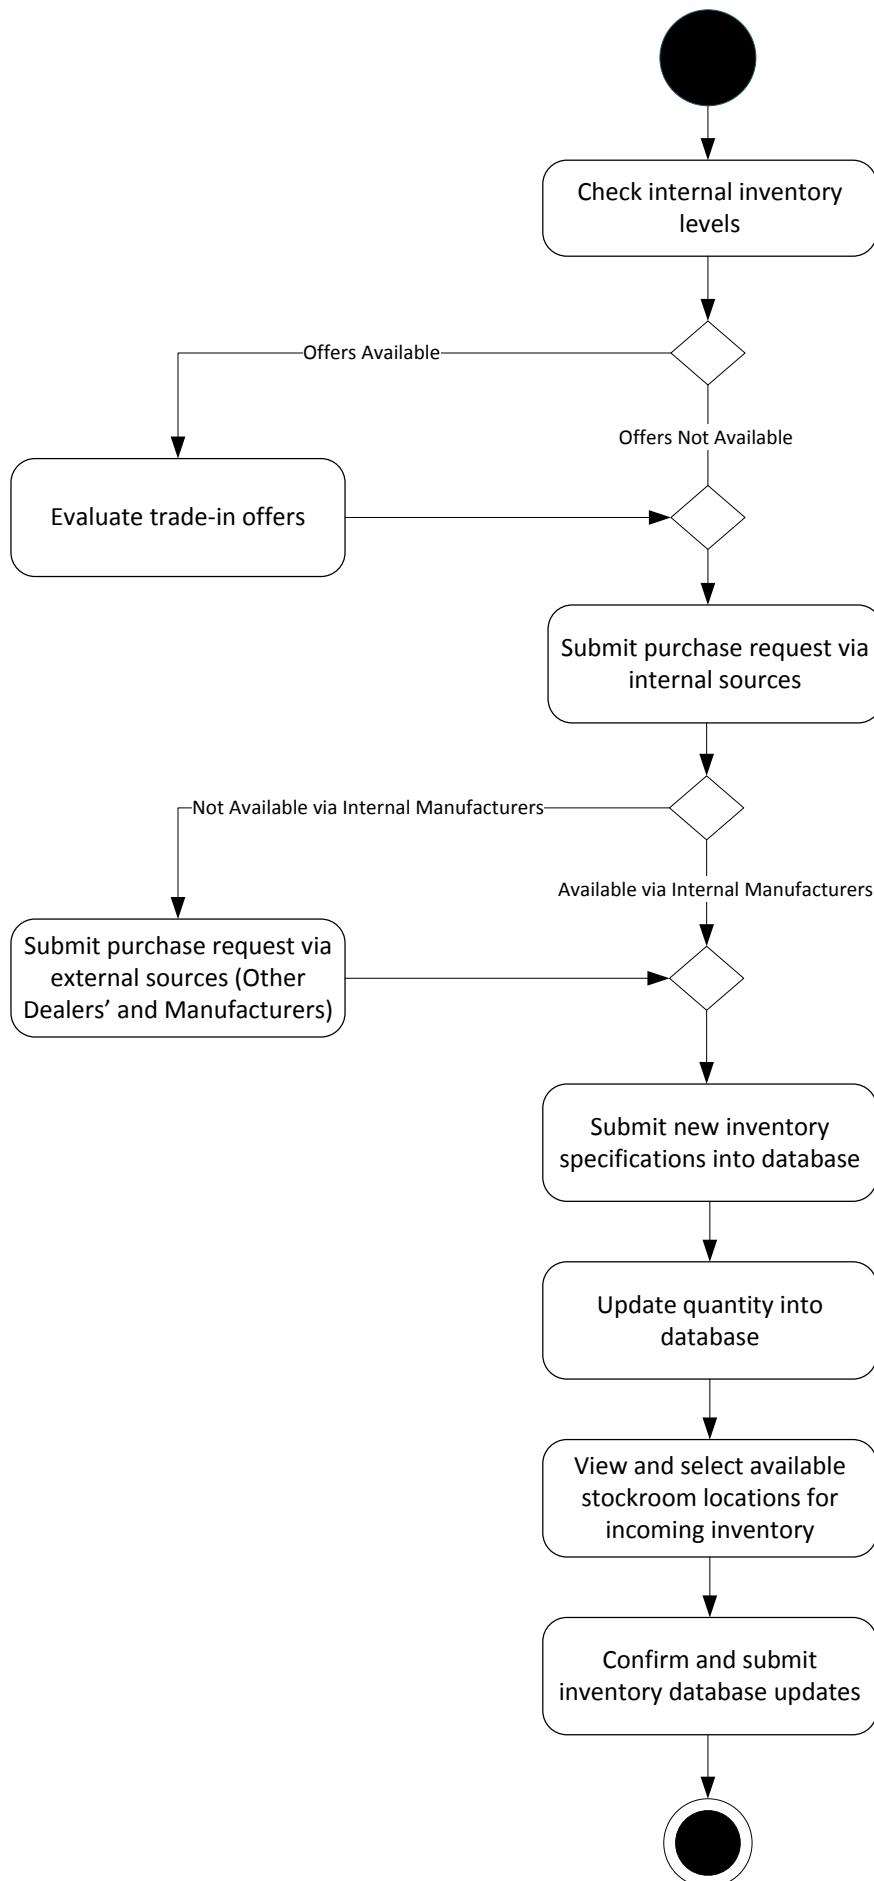 Check internal inventory
levels
Offers Available
Offers Not Available
Evaluate trade-in offers
Submit purchase request via
internal sources
Not Available via Internal Manufacturers
Available via Internal Manufacturers
Submit purchase request via
external sources (Other
Dealers’ and Manufacturers)
Submit new inventory
specifications into database
Update quantity into
database
View and select available
stockroom locations for
incoming inventory
Confirm and submit
inventory database updates